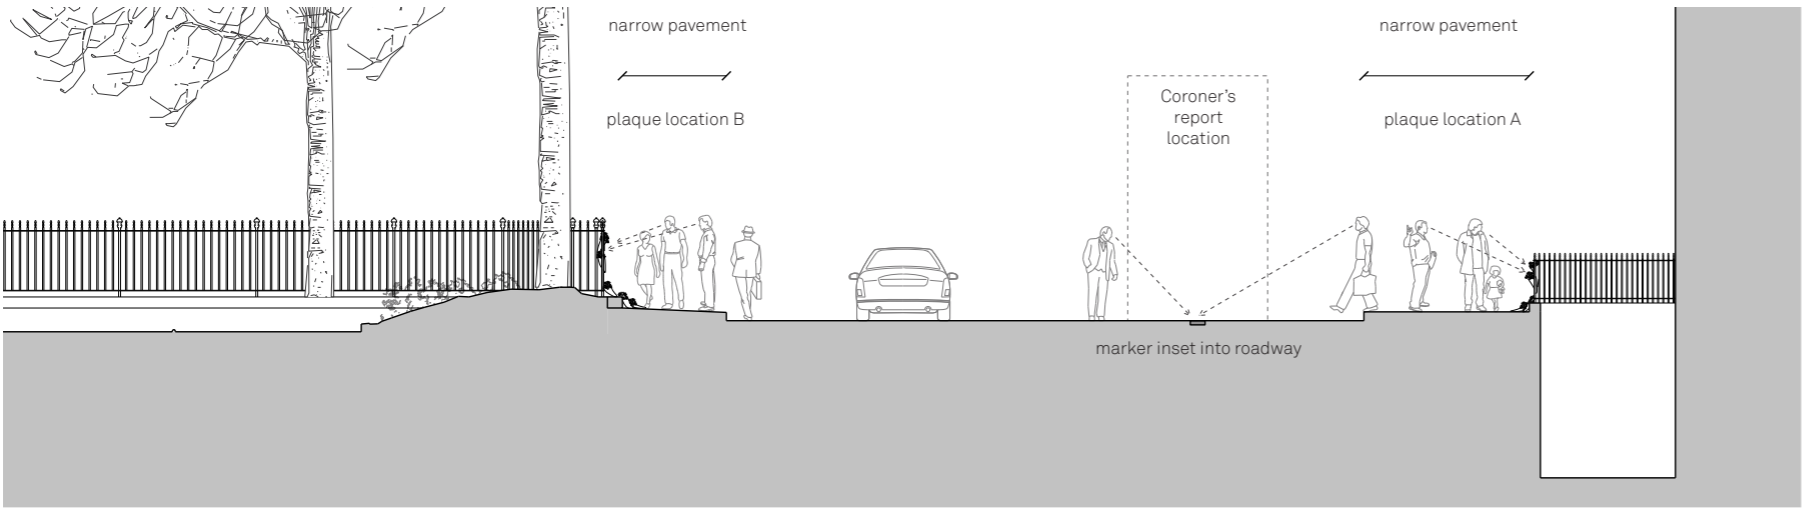 narrow pavement
plaque location B
Coroner's
report
location
narrow pavement
plaque location A
marker inset into roadway